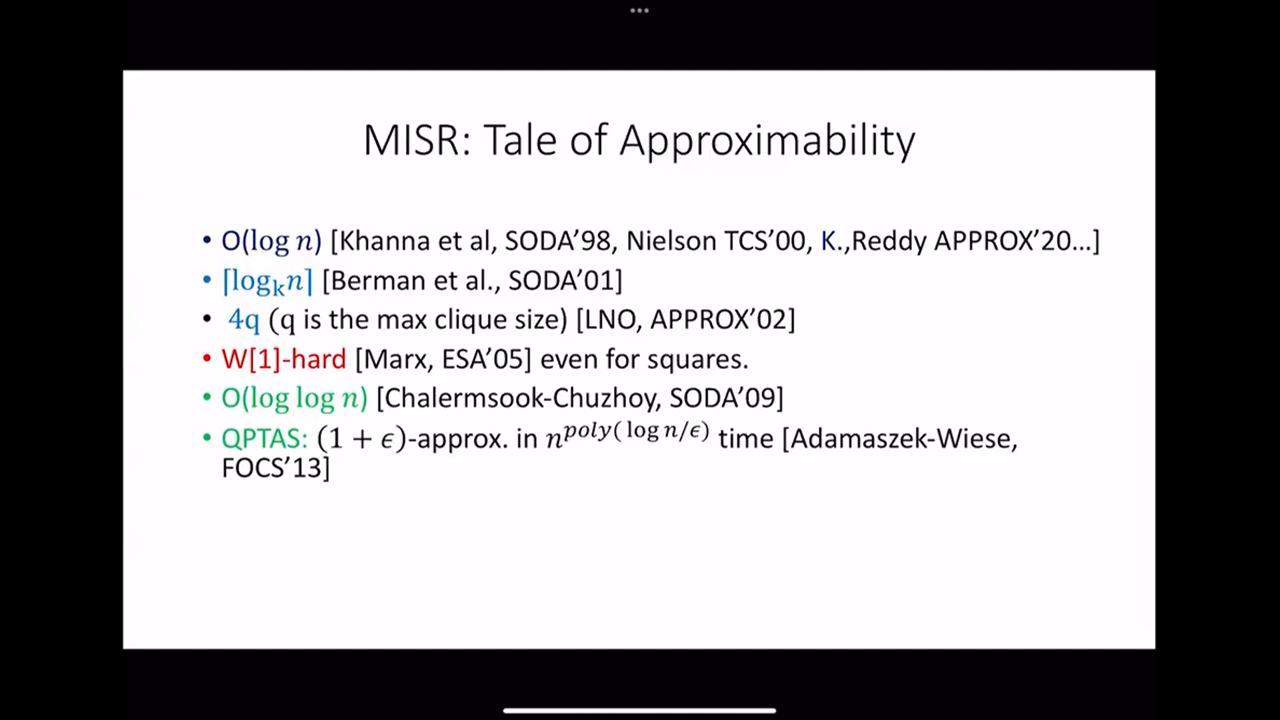 MISR: Tale of Approximability
• O(log n) [Khanna et al, SODA’98, Nielson TCS’00, K.,Reddy APPROX’20...]
• ⌈logₖn⌉ [Berman et al., SODA’01]
• 4q (q is the max clique size) [LNO, APPROX’02]
• W[1]-hard [Marx, ESA’05] even for squares.
• O(log log n) [Chalermsook-Chuzhoy, SODA’09]
• QPTAS: (1 + ϵ)-approx. in n^poly( log n/ϵ) time [Adamaszek-Wiese,
FOCS’13]